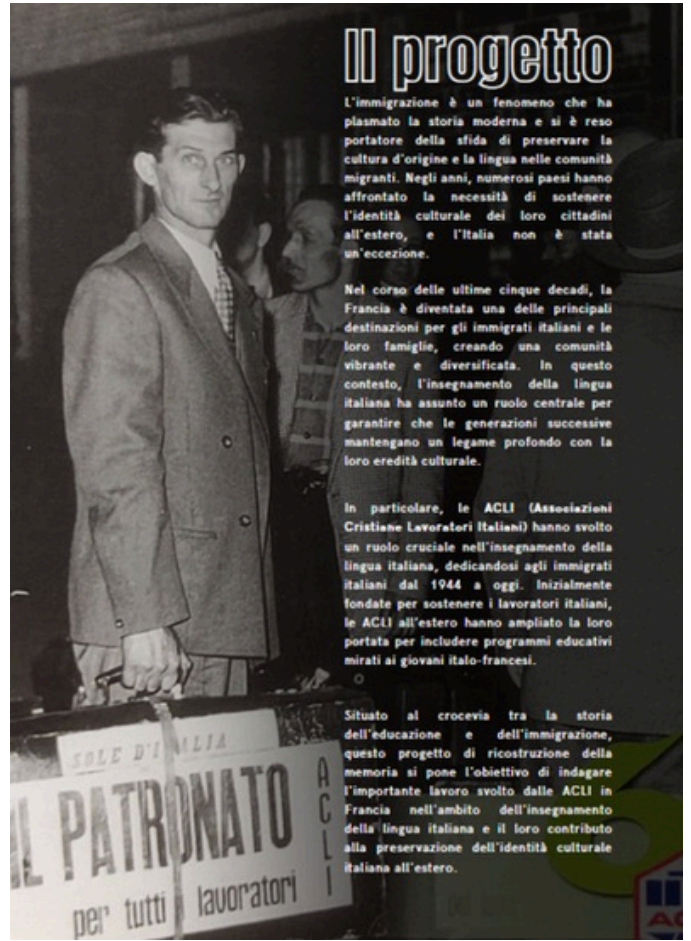 Il progetto
L'immigrazione è un fenomeno che ha
plasmato la storia moderna e si è reso
portatore della sfida di preservare la
cultura d'origine e la lingua nelle comunità
migranti. Negli anni, numerosi paesi hanno
affrontato la necessità di sostenere
l'identità culturale dei loro cittadini
all'estero, e l'Italia non è stata
un'eccezione.
Nel corso delle ultime cinque decadi, la
Francia è diventata una delle principali
destinazioni per gli immigrati italiani e le
loro famiglie, creando una comunità
vibrante e diversificata. In questo
contesto, l'insegnamento della lingua
italiana ha assunto un ruolo centrale per
garantire che le generazioni successive
mantengano un legame profondo con la
loro eredità culturale.
In particolare, le ACLI (Associazioni
Cristiane Lavoratori Italiani) hanno svolto
un ruolo cruciale nell'insegnamento della
lingua italiana, dedicandosi agli immigrati
italiani dal 1944 a oggi. Inizialmente
fondate per sostenere i lavoratori italiani,
le ACLI all'estero hanno ampliato la loro
portata per includere programmi educativi
mirati ai giovani italo-francesi.
Situato al crocevia tra la storia
dell'educazione e dell'immigrazione,
questo progetto di ricostruzione della
memoria si pone l'obiettivo di indagare
l'importante lavoro svolto dalle ACLI in
Francia nell'ambito dell'insegnamento
della lingua italiana e il loro contributo
alla preservazione dell'identità culturale
italiana all'estero.
SOLE D'ITALIA
IL PATRONATO
ACLI
per tutti i lavoratori